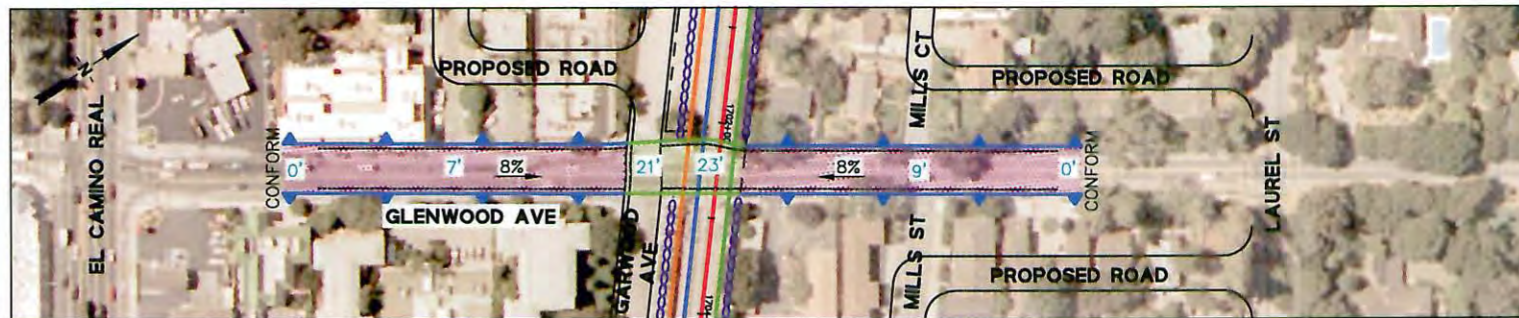 N
EL CAMINO REAL
PROPOSED ROAD
MILLS CT
PROPOSED ROAD
LAUREL ST
CONFORM
0'
7'
8%
21'
23'
8%
9'
0'
CONFORM
GLENWOOD AVE
GARWOOD
AVE
MILLS ST
PROPOSED ROAD